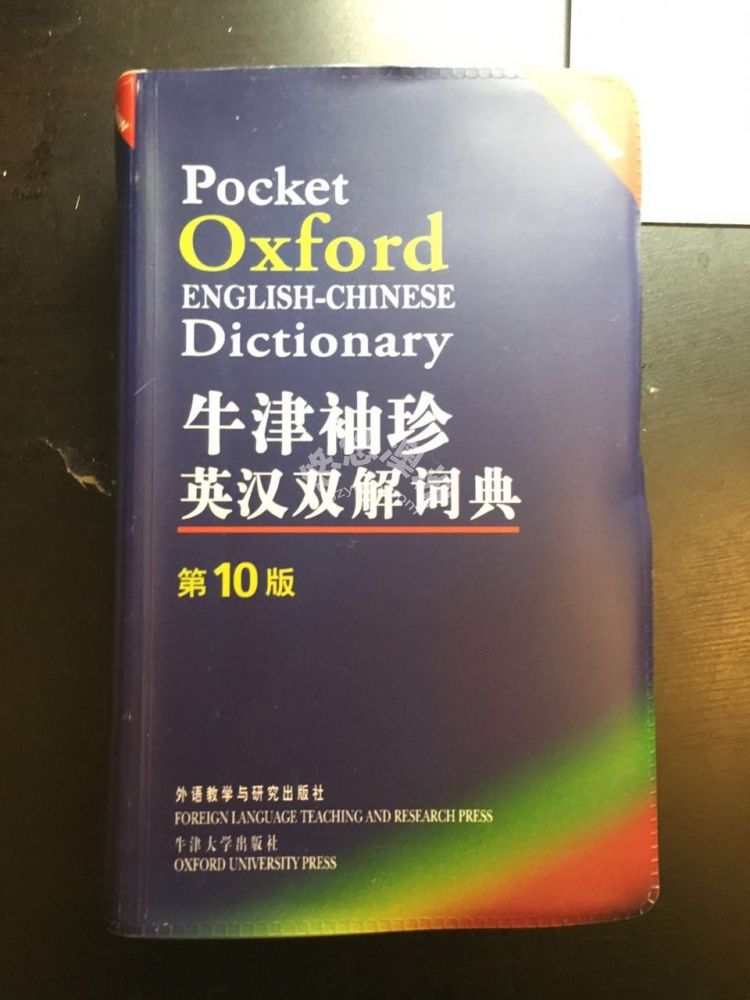 Pocket
Oxford
ENGLISH-CHINESE
Dictionary
牛津袖珍
英汉双解词典
第10版
外语教学与研究出版社
FOREIGN LANGUAGE TEACHING AND RESEARCH PRESS
牛津大学出版社
OXFORD UNIVERSITY PRESS